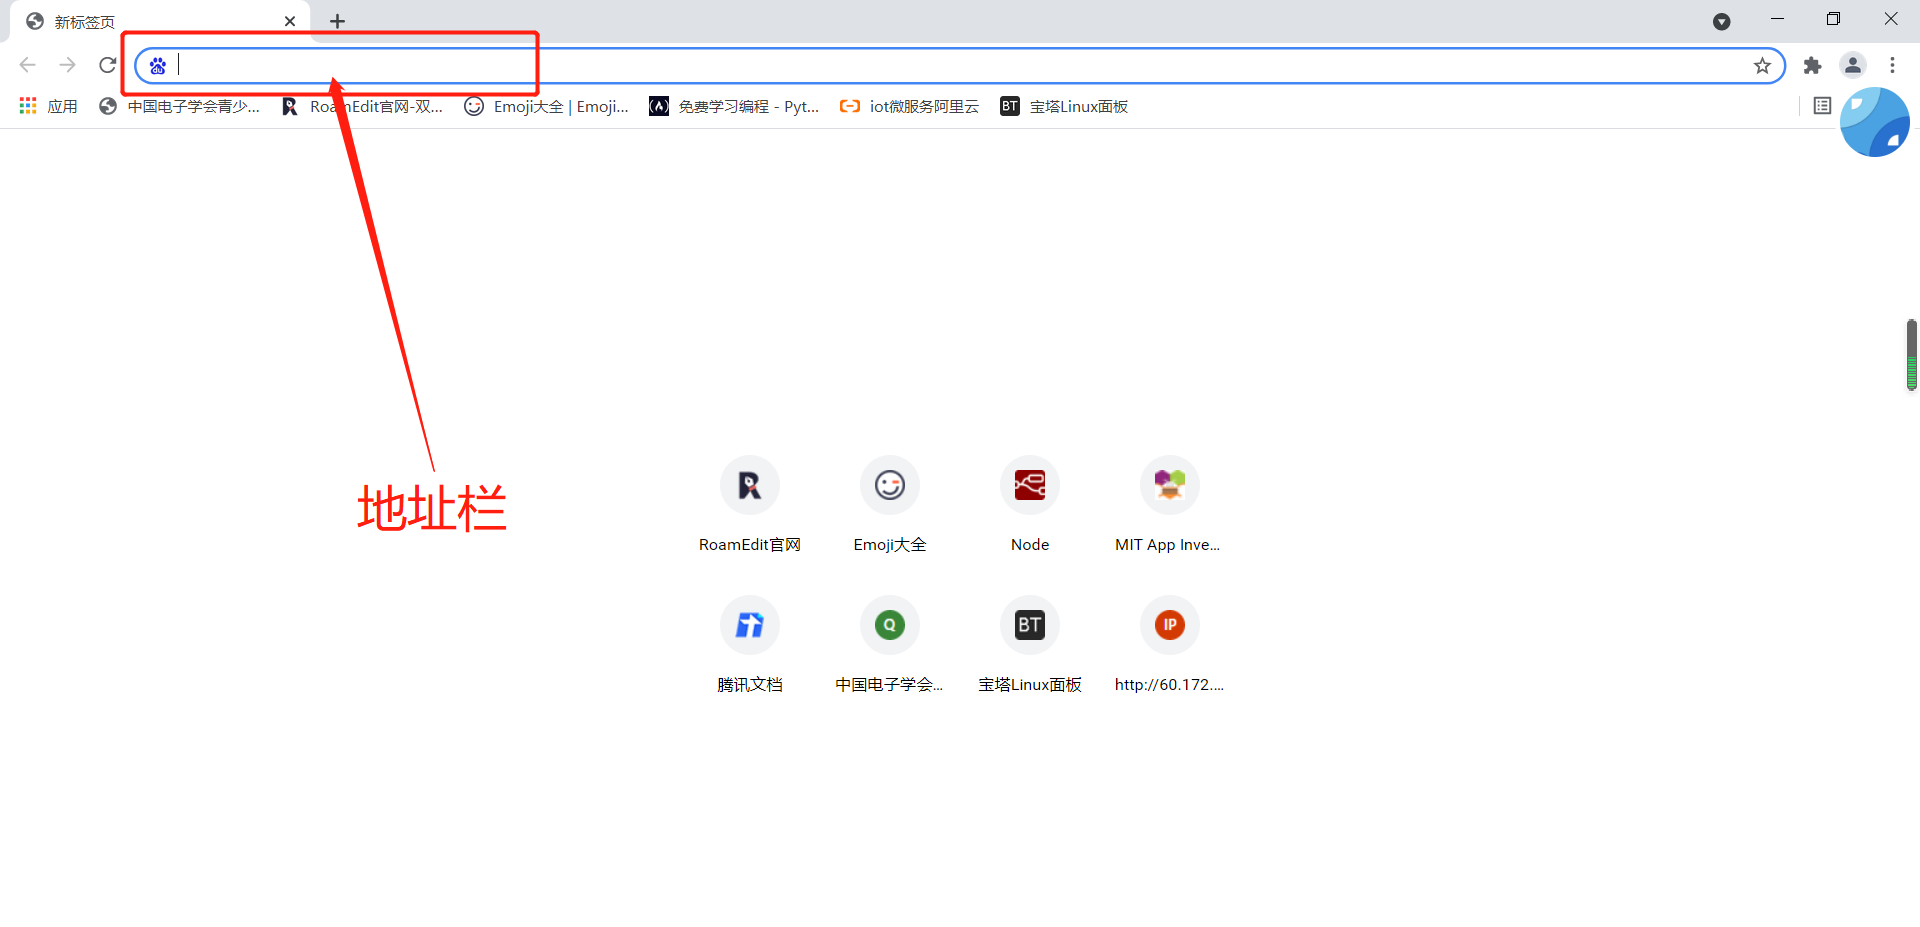 新标签页
du
应用
中国电子学会青少...
RoamEdit官网-双...
Emoji大全 | Emoji...
免费学习编程 - Pyt...
iot微服务阿里云
BT
宝塔Linux面板
地址栏
RoamEdit官网
Emoji大全
Node
MIT App Inve...
Q
BT
IP
腾讯文档
中国电子学会...
宝塔Linux面板
http://60.172....